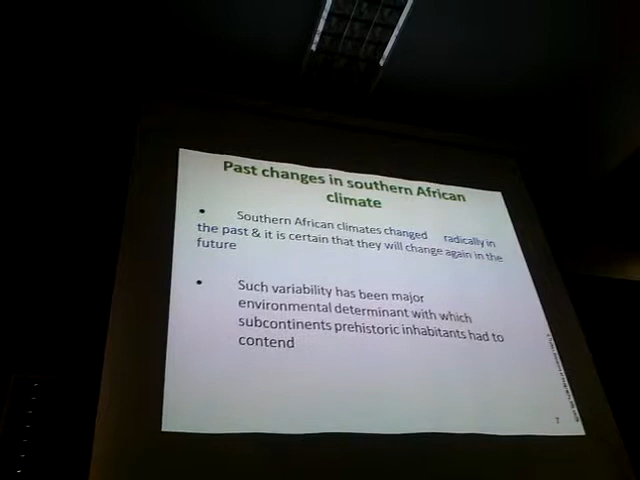 Past changes in southern African
climate
• Southern African climates changed radically in
the past & it is certain that they will change again in the
future
• Such variability has been major
environmental determinant with which
subcontinents prehistoric inhabitants had to
contend
7